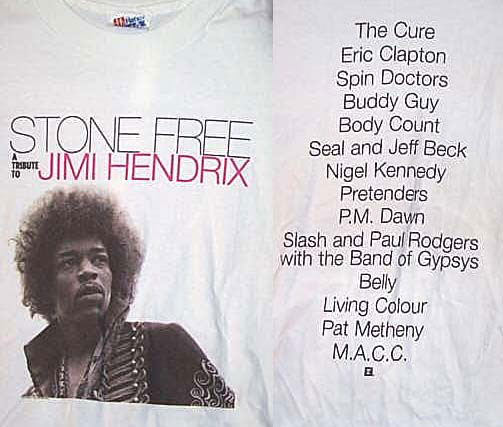 STONE FREE
A
TRIBUTE
TO
JIMI HENDRIX
The Cure
Eric Clapton
Spin Doctors
Buddy Guy
Body Count
Seal and Jeff Beck
Nigel Kennedy
Pretenders
P.M. Dawn
Slash and Paul Rodgers
with the Band of Gypsys
Belly
Living Colour
Pat Metheny
M.A.C.C.